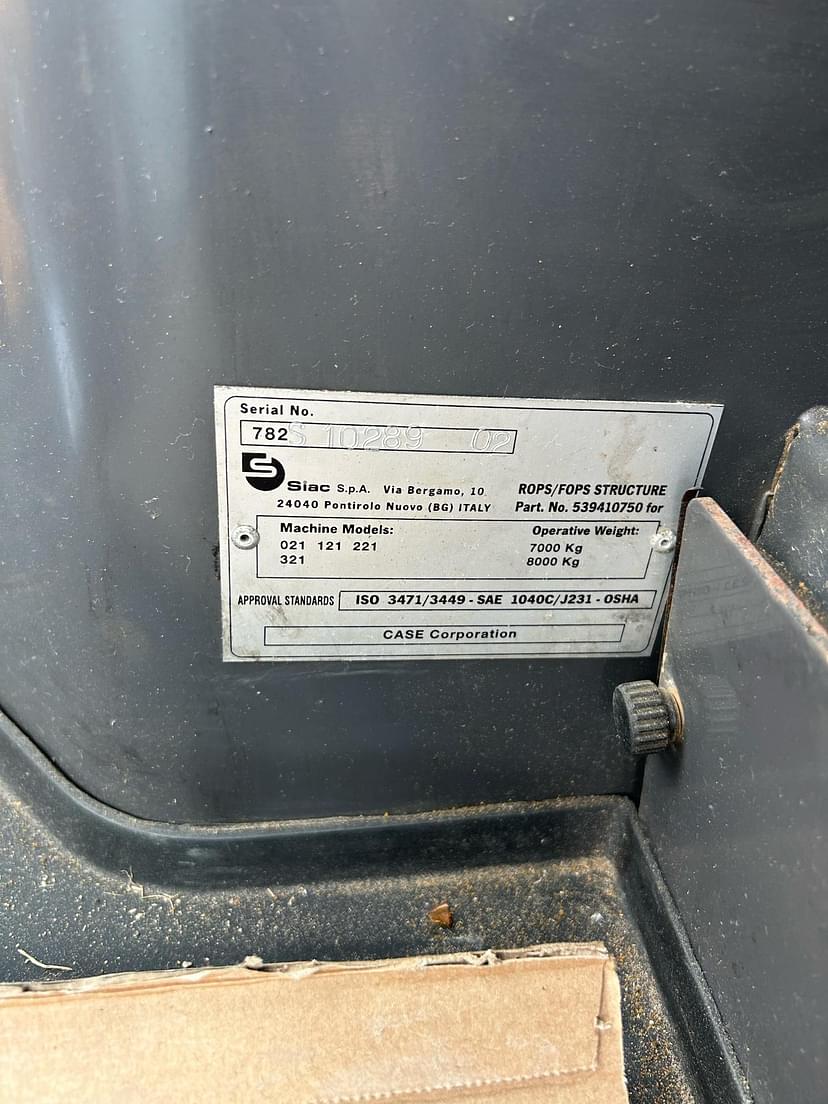 Serial No.
782S 10289 02
S
Siac S.p.A. Via Bergamo, 10
24040 Pontirolo Nuovo (BG) ITALY
ROPS/FOPS STRUCTURE
Part. No. 539410750 for
Machine Models: Operative Weight:
021 121 221 7000 Kg
321 8000 Kg
APPROVAL STANDARDS ISO 3471/3449 - SAE 1040C/J231 - OSHA
CASE Corporation